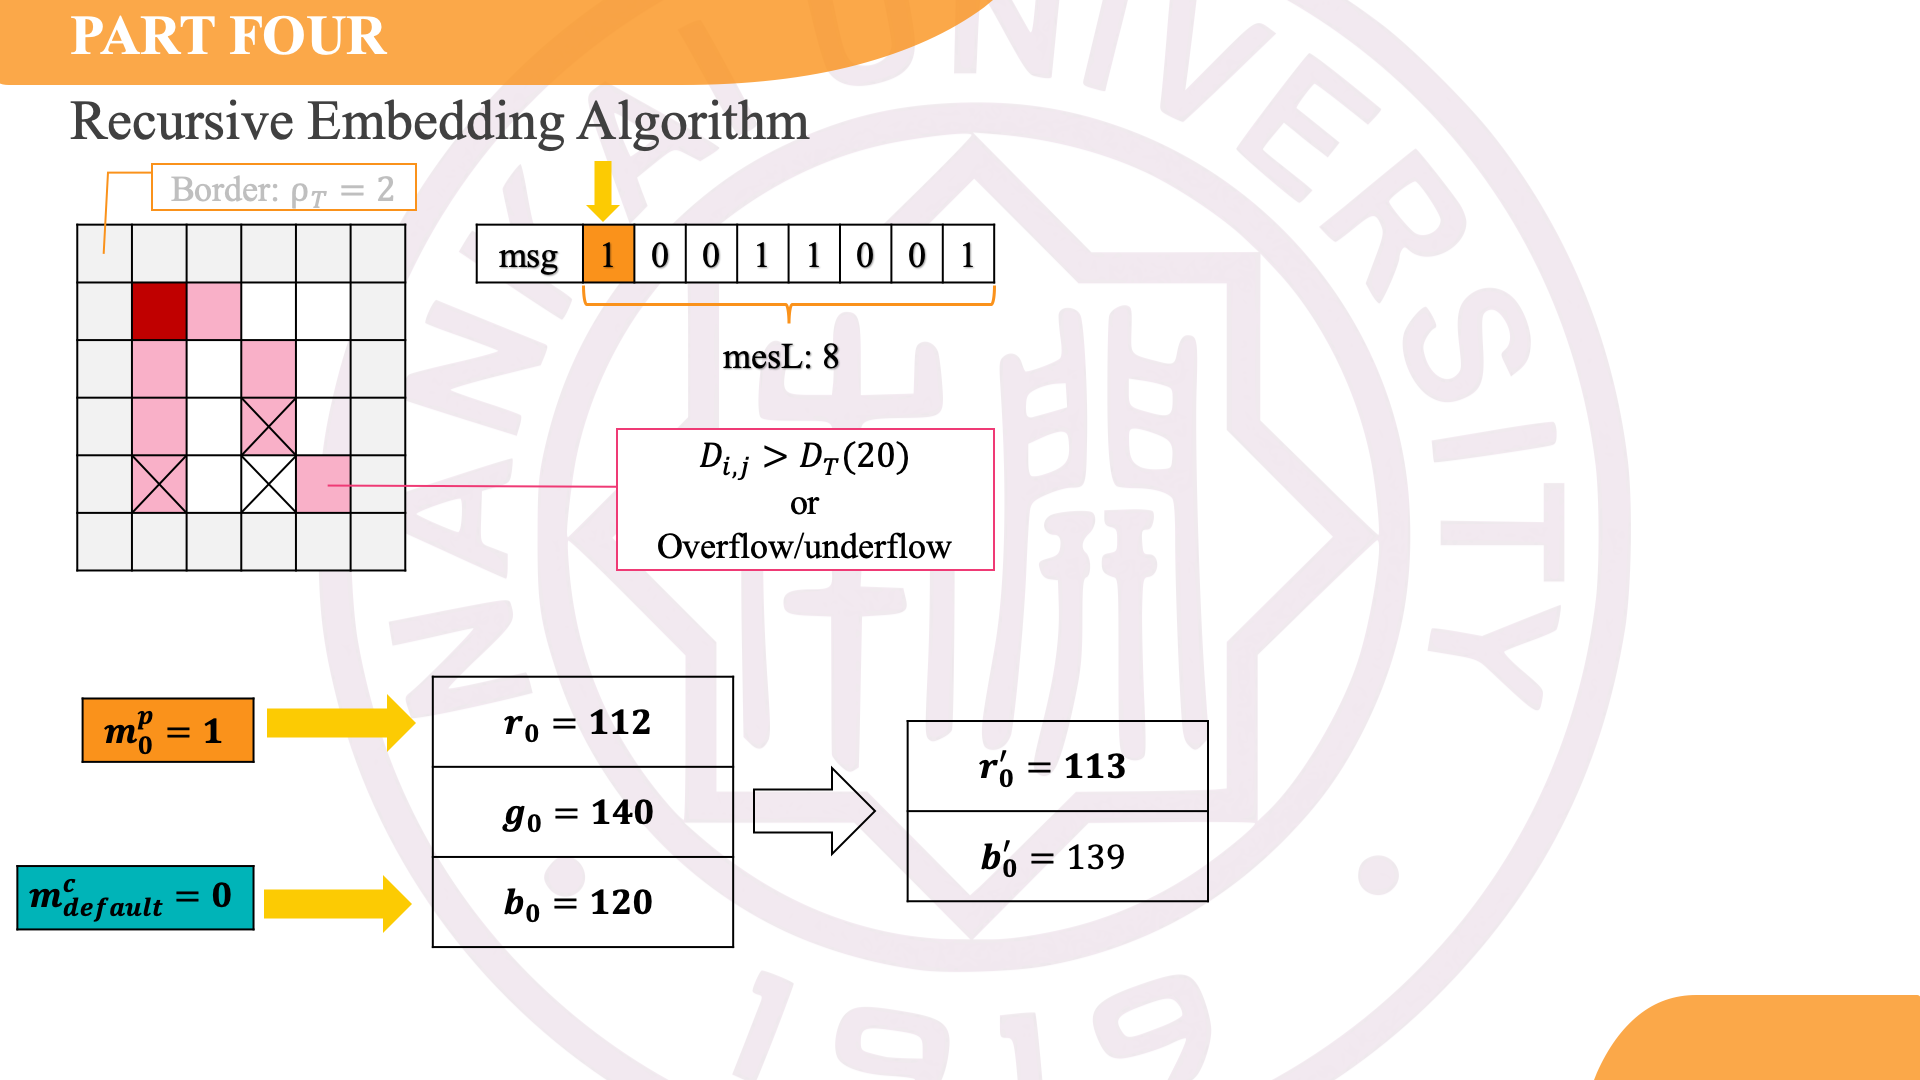 PART FOUR
Recursive Embedding Algorithm
Border: ρ_T = 2
msg 1 0 0 1 1 0 0 1
mesL: 8
D_{i,j} > D_T(20)
or
Overflow/underflow
m_0^p = 1
r_0 = 112
g_0 = 140
b_0 = 120
m_{default}^c = 0
r_0′ = 113
b_0′ = 139
NANKAI UNIVERSITY
1919